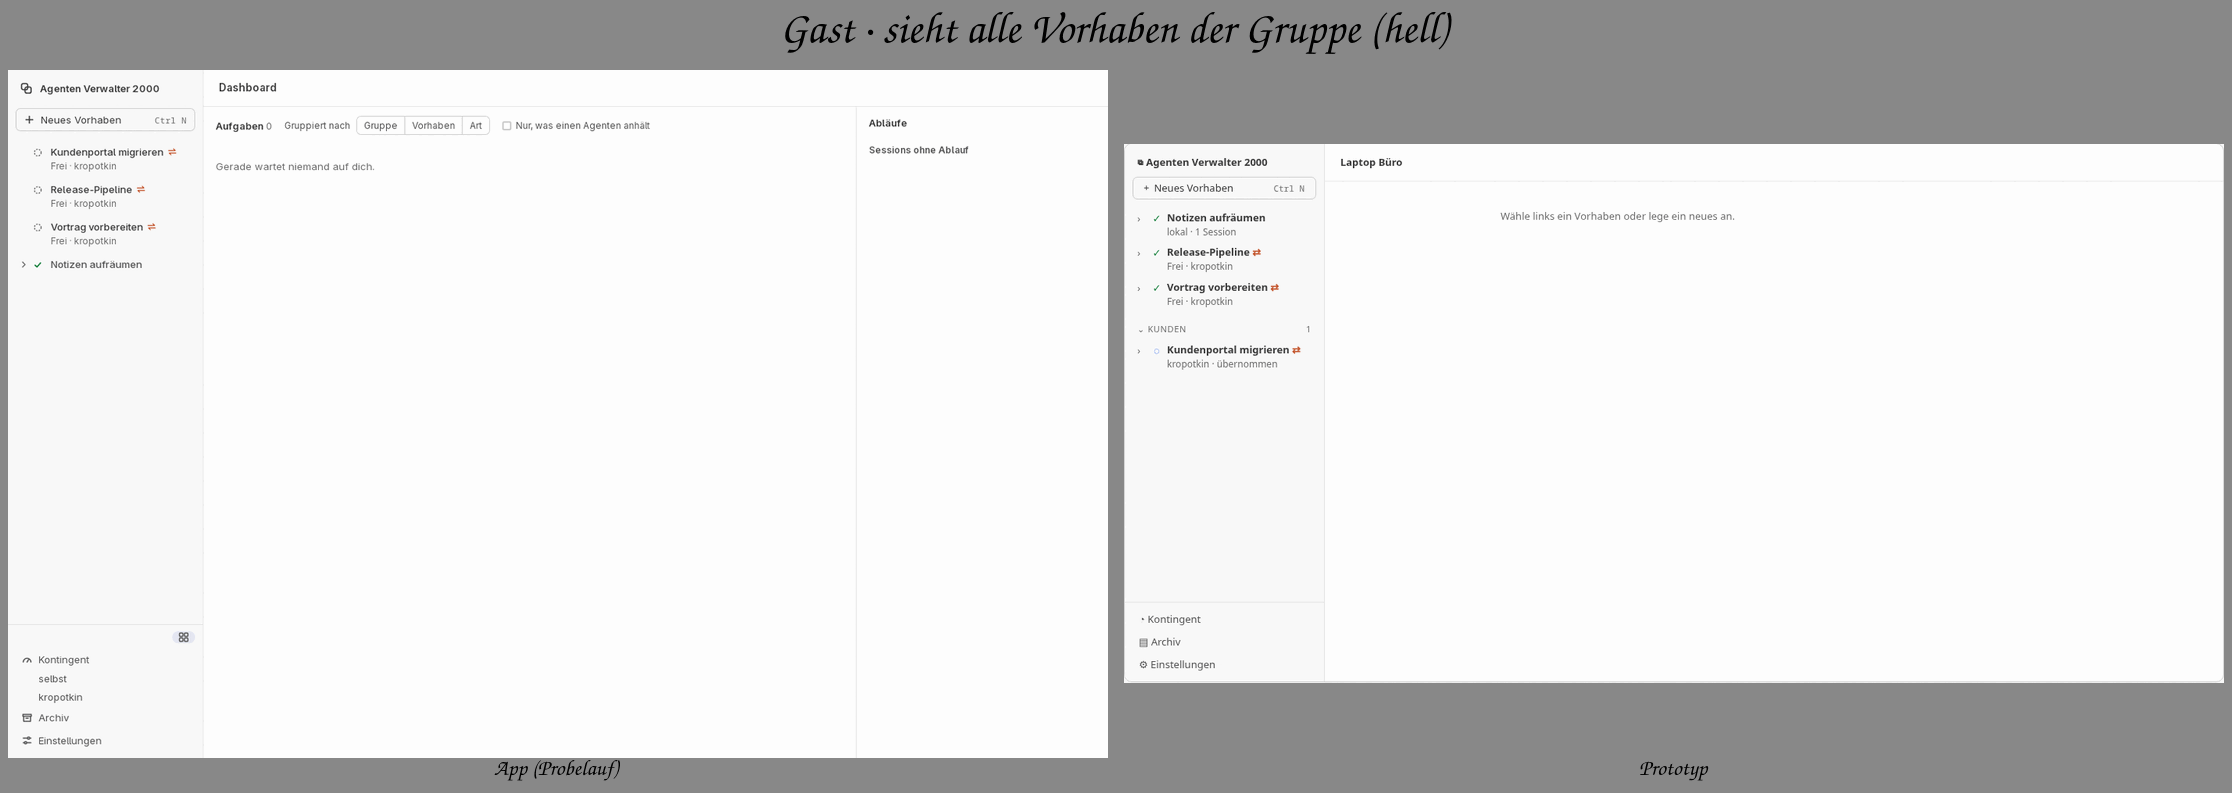 Gast · sieht alle Vorhaben der Gruppe (hell)
Agenten Verwalter 2000
+ Neues Vorhaben Ctrl N
Kundenportal migrieren ⇌
Frei · kropotkin
Release-Pipeline ⇌
Frei · kropotkin
Vortrag vorbereiten ⇌
Frei · kropotkin
› ✓ Notizen aufräumen
Kontingent
selbst
kropotkin
Archiv
Einstellungen
Dashboard
Aufgaben 0 Gruppiert nach Gruppe Vorhaben Art Nur, was einen Agenten anhält
Gerade wartet niemand auf dich.
Abläufe
Sessions ohne Ablauf
App (Probelauf)
Agenten Verwalter 2000
+ Neues Vorhaben Ctrl N
› ✓ Notizen aufräumen
lokal · 1 Session
› ✓ Release-Pipeline ⇄
Frei · kropotkin
› ✓ Vortrag vorbereiten ⇄
Frei · kropotkin
KUNDEN 1
› ○ Kundenportal migrieren ⇄
kropotkin · übernommen
Kontingent
Archiv
Einstellungen
Laptop Büro
Wähle links ein Vorhaben oder lege ein neues an.
Prototyp